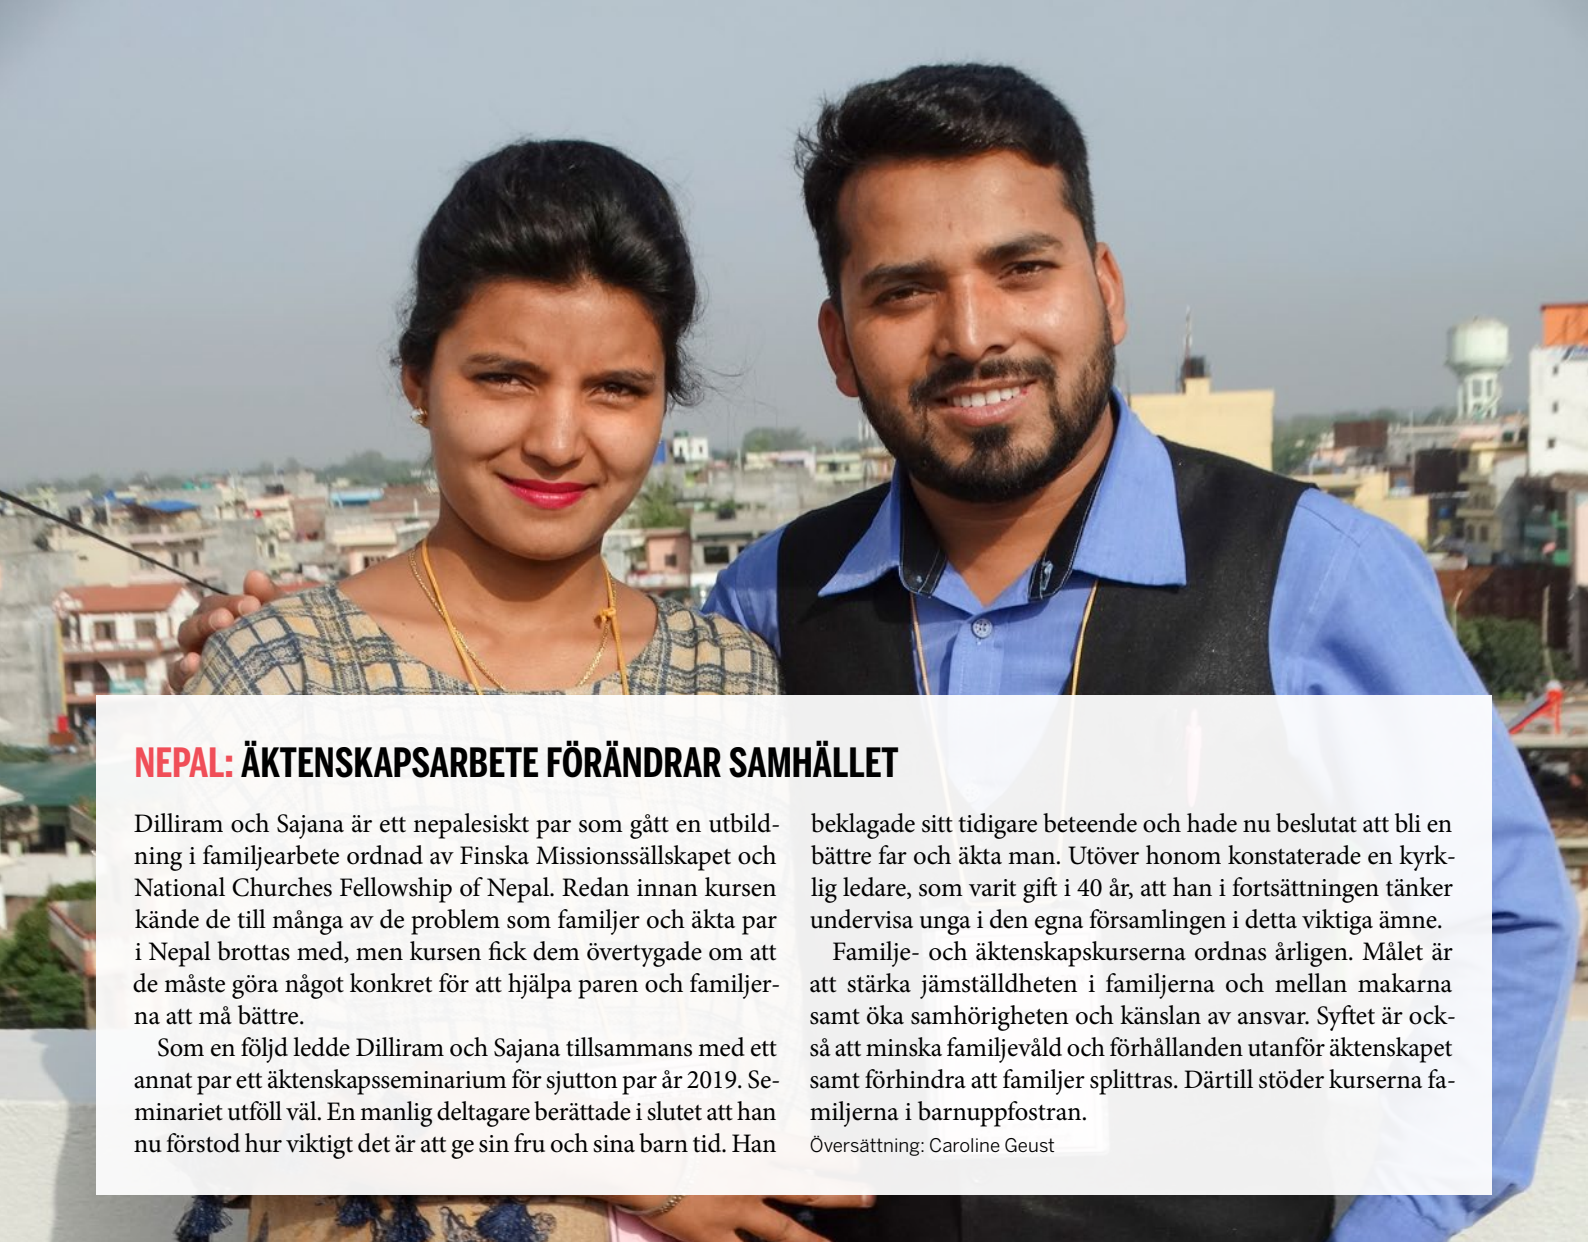 NEPAL: ÄKTENSKAPSARBETE FÖRÄNDRAR SAMHÄLLET
Dilliram och Sajana är ett nepalesiskt par som gått en utbild-
ning i familjearbete ordnad av Finska Missionssällskapet och
National Churches Fellowship of Nepal. Redan innan kursen
kände de till många av de problem som familjer och äkta par
i Nepal brottas med, men kursen fick dem övertygade om att
de måste göra något konkret för att hjälpa paren och familjer-
na att må bättre.
Som en följd ledde Dilliram och Sajana tillsammans med ett
annat par ett äktenskapsseminarium för sjutton par år 2019. Se-
minariet utföll väl. En manlig deltagare berättade i slutet att han
nu förstod hur viktigt det är att ge sin fru och sina barn tid. Han
beklagade sitt tidigare beteende och hade nu beslutat att bli en
bättre far och äkta man. Utöver honom konstaterade en kyrk-
lig ledare, som varit gift i 40 år, att han i fortsättningen tänker
undervisa unga i den egna församlingen i detta viktiga ämne.
Familje- och äktenskapskurserna ordnas årligen. Målet är
att stärka jämställdheten i familjerna och mellan makarna
samt öka samhörigheten och känslan av ansvar. Syftet är ock-
så att minska familjevåld och förhållanden utanför äktenskapet
samt förhindra att familjer splittras. Därtill stöder kurserna fa-
miljerna i barnuppfostran.
Översättning: Caroline Geust